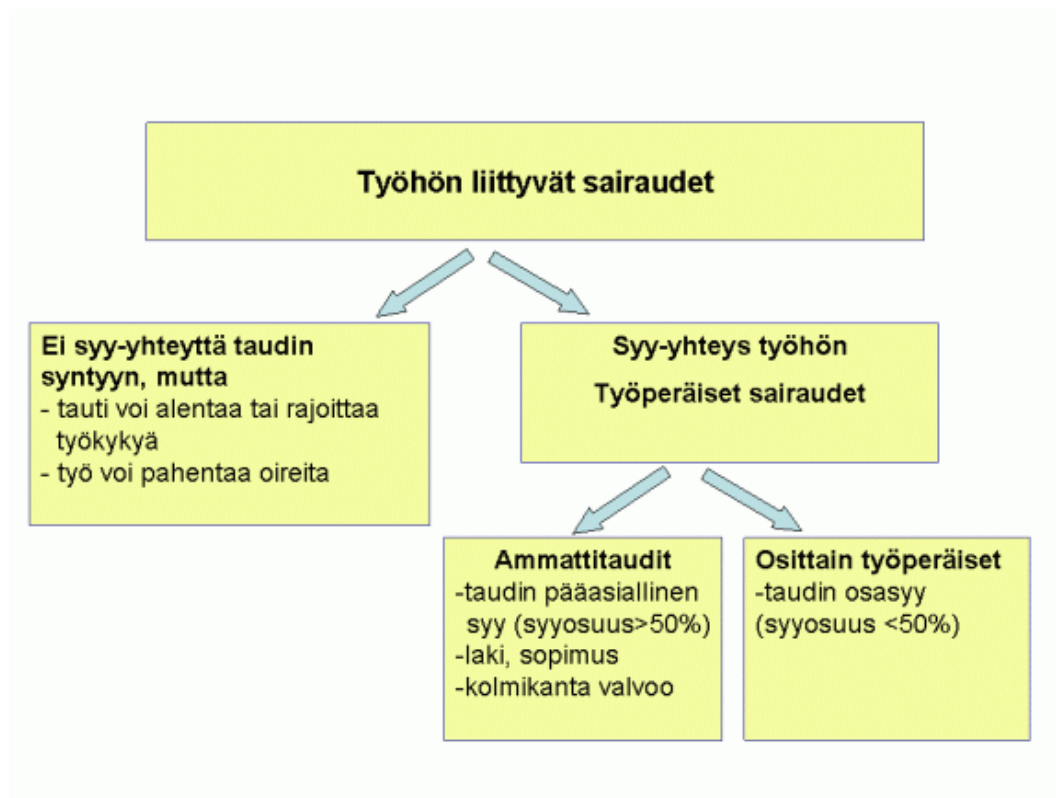 Työhön liittyvät sairaudet
Ei syy-yhteyttä taudin
syntyyn, mutta
- tauti voi alentaa tai rajoittaa
työkykyä
- työ voi pahentaa oireita
Syy-yhteys työhön
Työperäiset sairaudet
Ammattitaudit
-taudin pääasiallinen
syy (syyosuus>50%)
-laki, sopimus
-kolmikanta valvoo
Osittain työperäiset
-taudin osasyy
(syyosuus <50%)